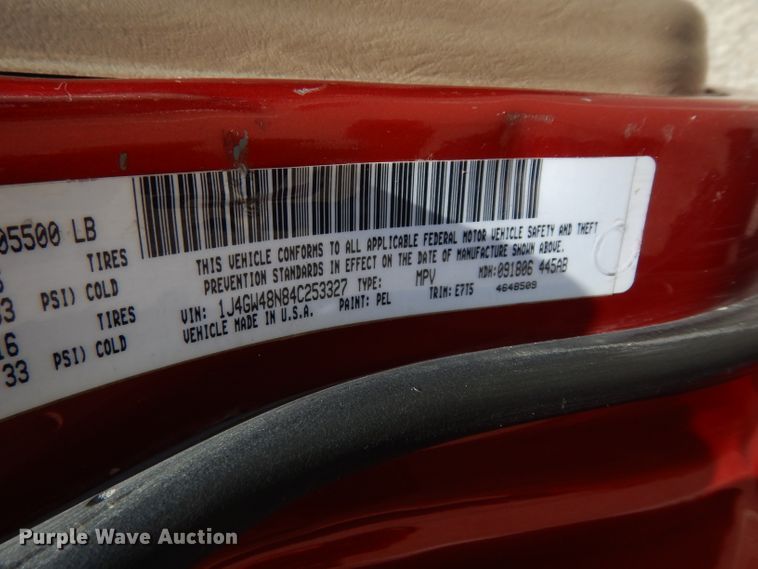 05500 LB
TIRES
PSI) COLD
TIRES
16
33 PSI) COLD
THIS VEHICLE CONFORMS TO ALL APPLICABLE FEDERAL MOTOR VEHICLE SAFETY AND THEFT
PREVENTION STANDARDS IN EFFECT ON THE DATE OF MANUFACTURE SHOWN ABOVE.
VIN: 1J4GW48N84C253327 TYPE: MPV MDH: 091806 445AB
VEHICLE MADE IN U.S.A. PAINT: PEL TRIM: E7T5 4648509
Purple Wave Auction